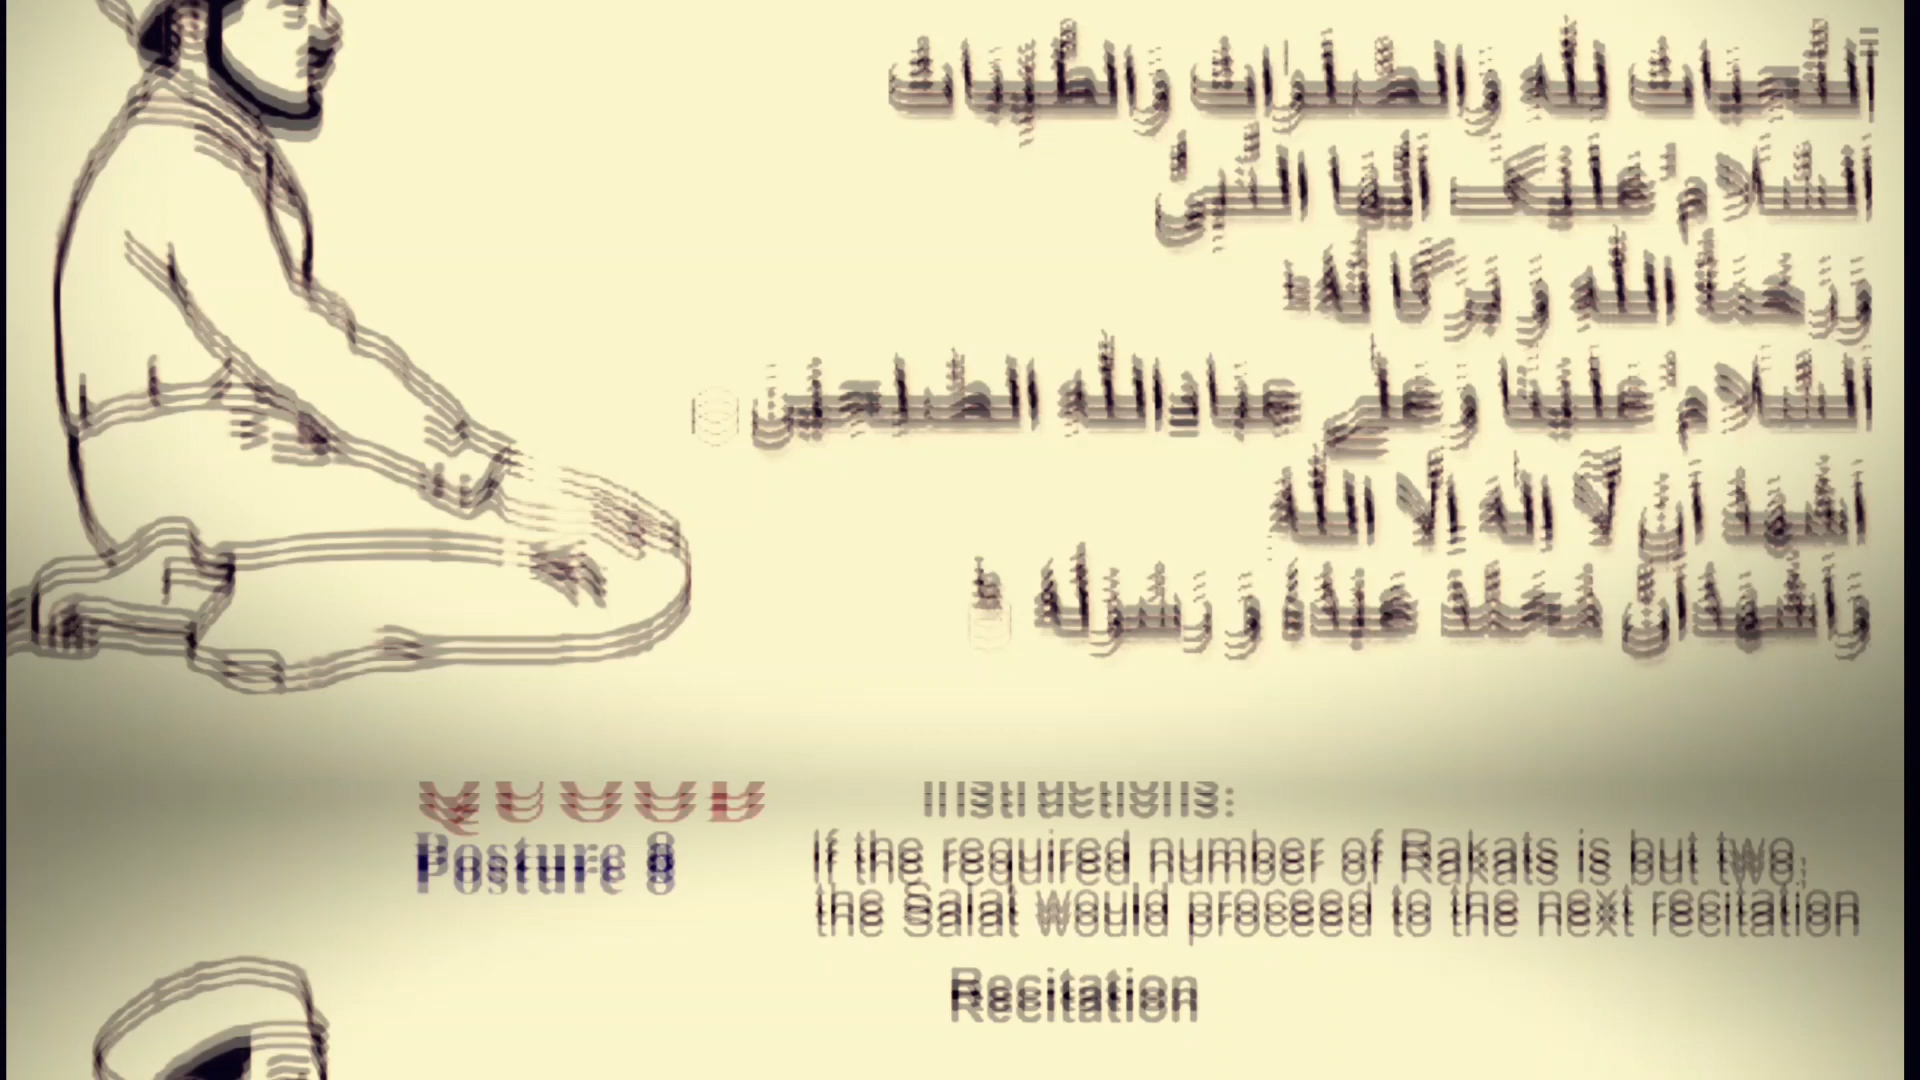 اَلتَّحِيَّاتُ لِلّٰهِ وَالصَّلَوَاتُ وَالطَّيِّبَاتُ
اَلسَّلَامُ عَلَيْكَ اَيُّهَا النَّبِيُّ
وَرَحْمَةُ اللّٰهِ وَبَرَكَاتُهٗ
اَلسَّلَامُ عَلَيْنَا وَعَلٰى عِبَادِ اللّٰهِ الصّٰلِحِيْنَ
اَشْهَدُ اَنْ لَّا اِلٰهَ اِلَّا اللّٰهُ
وَاَشْهَدُ اَنَّ مُحَمَّدًا عَبْدُهٗ وَرَسُوْلُهٗ
Instructions:
Posture 8
If the required number of Rakats is but two,
the Salat would proceed to the next recitation
Recitation